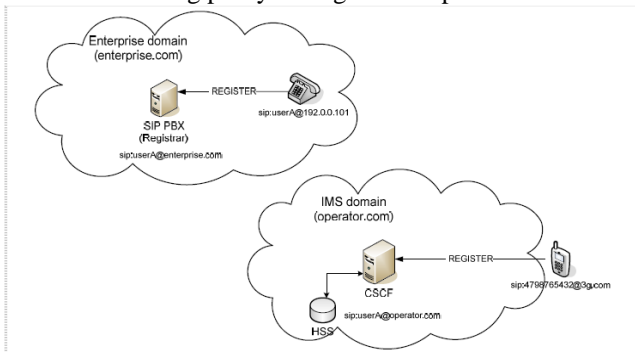 Enterprise domain
(enterprise.com)
REGISTER
sip:userA@192.0.0.101
SIP PBX
(Registrar)
sip:userA@enterprise.com
IMS domain
(operator.com)
REGISTER
sip:4798765432@3g.com
CSCF
sip:userA@operator.com
HSS